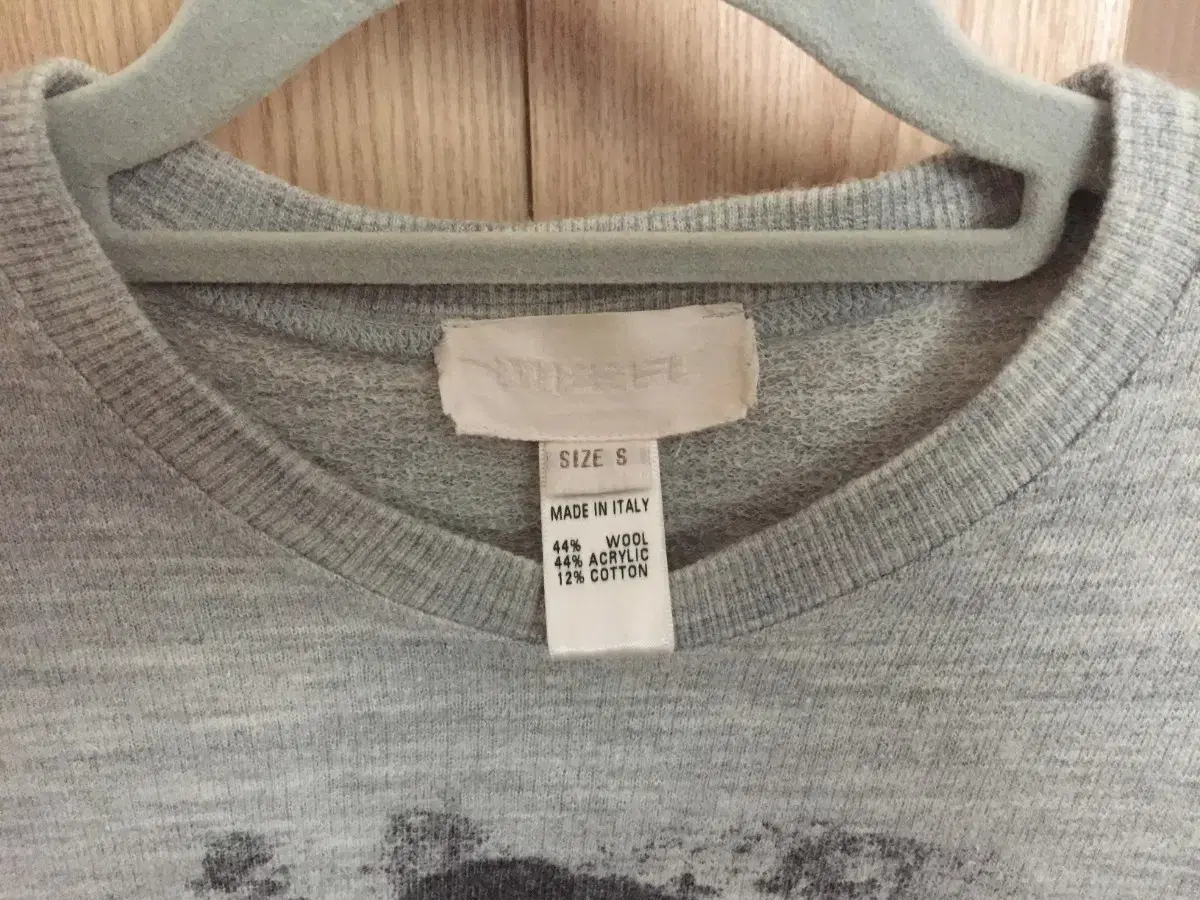 SIZE S
MADE IN ITALY
44% WOOL
44% ACRYLIC
12% COTTON